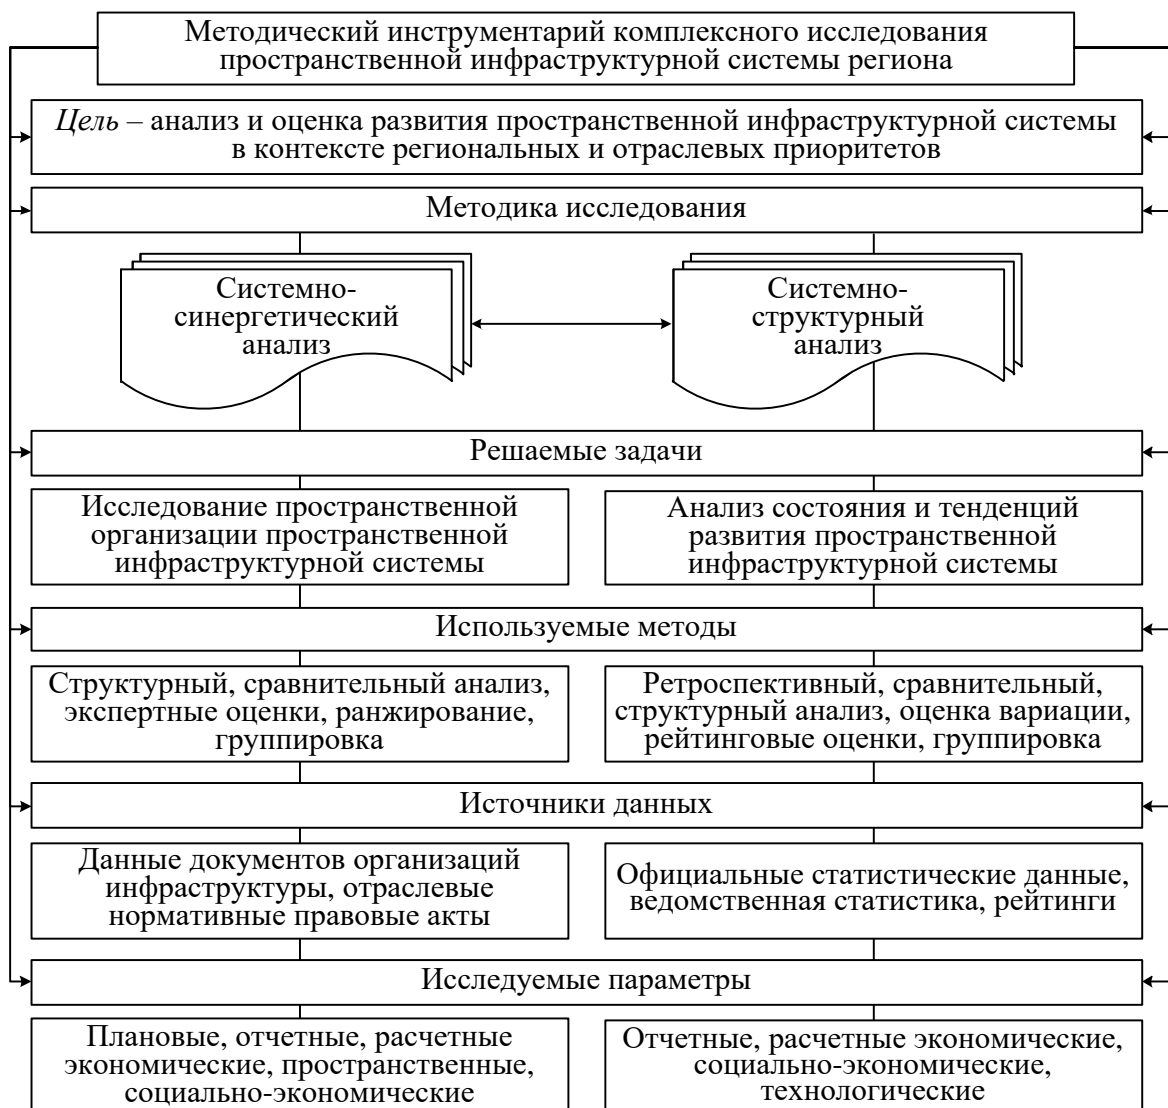 Методический инструментарий комплексного исследования
пространственной инфраструктурной системы региона
Цель – анализ и оценка развития пространственной инфраструктурной системы
в контексте региональных и отраслевых приоритетов
Методика исследования
Системно-
синергетический
анализ
Системно-
структурный
анализ
Решаемые задачи
Исследование пространственной
организации пространственной
инфраструктурной системы
Анализ состояния и тенденций
развития пространственной
инфраструктурной системы
Используемые методы
Структурный, сравнительный анализ,
экспертные оценки, ранжирование,
группировка
Ретроспективный, сравнительный,
структурный анализ, оценка вариации,
рейтинговые оценки, группировка
Источники данных
Данные документов организаций
инфраструктуры, отраслевые
нормативные правовые акты
Официальные статистические данные,
ведомственная статистика, рейтинги
Исследуемые параметры
Плановые, отчетные, расчетные
экономические, пространственные,
социально-экономические
Отчетные, расчетные экономические,
социально-экономические,
технологические